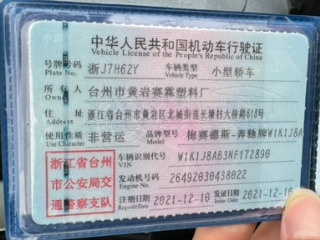 中华人民共和国机动车行驶证
Vehicle License of the People's Republic of China
号牌号码 浙J7H62Y 车辆类型 小型轿车
Plate No. Vehicle Type
所有人 台州市黄岩赛霖塑料厂
Owner
住址 浙江省台州市黄岩区北城街道长塘村大桥路618号
Address
使用性质 非营运 品牌型号 梅赛德斯-奔驰牌W1K1J8A
Use Character Model
浙江省台州市公安局交通警察支队
车辆识别代号 W1K1J8AB3NF172890
VIN
发动机号码 26492030438022
Engine No.
注册日期 2021-12-10 发证日期 2021-12-10
Register Date Issue Date